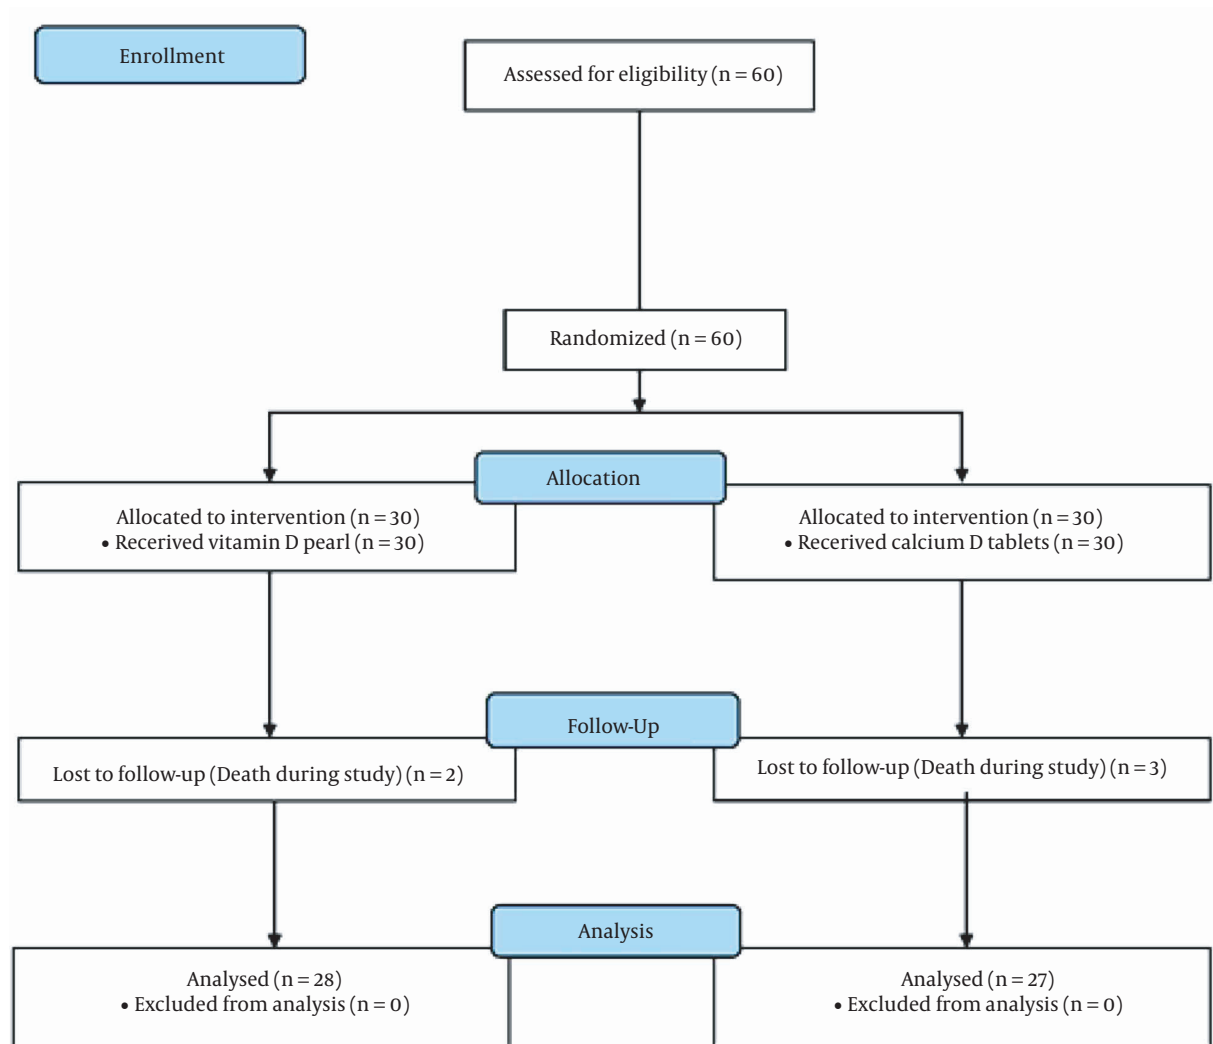 Enrollment
Assessed for eligibility (n = 60)
Randomized (n = 60)
Allocation
Allocated to intervention (n = 30)
• Recerived vitamin D pearl (n = 30)
Allocated to intervention (n = 30)
• Recerived calcium D tablets (n = 30)
Follow-Up
Lost to follow-up (Death during study) (n = 2)
Lost to follow-up (Death during study) (n = 3)
Analysis
Analysed (n = 28)
• Excluded from analysis (n = 0)
Analysed (n = 27)
• Excluded from analysis (n = 0)